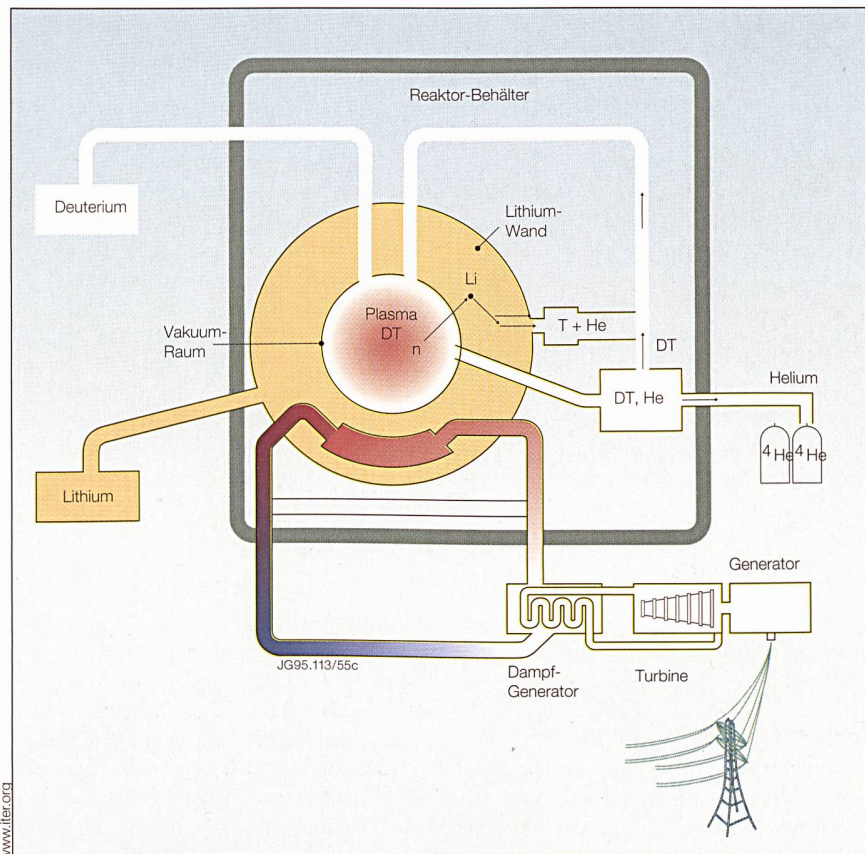 Reaktor-Behälter
Deuterium
Lithium-
Wand
Li
Plasma
DT
n
T + He
Vakuum-
Raum
DT
Helium
DT, He
4He 4He
Lithium
Generator
JG95.113/55c
Dampf-
Generator
Turbine
www.iter.org